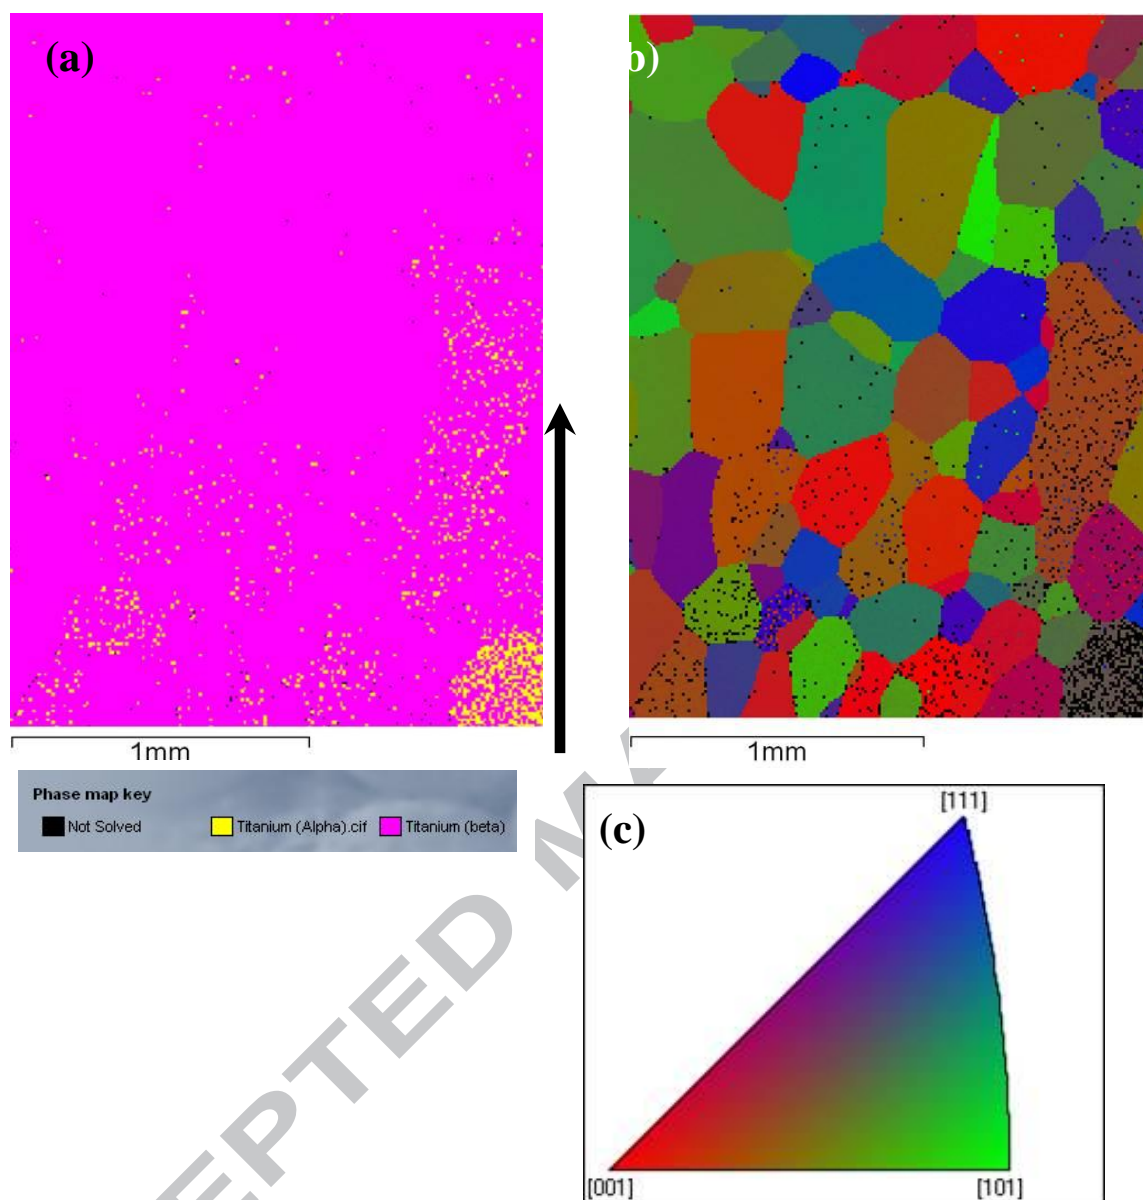 (a)
b)
1mm
1mm
Phase map key
Not Solved
Titanium (Alpha).cif
Titanium (beta)
(c)
[111]
[001]
[101]
EPTED M